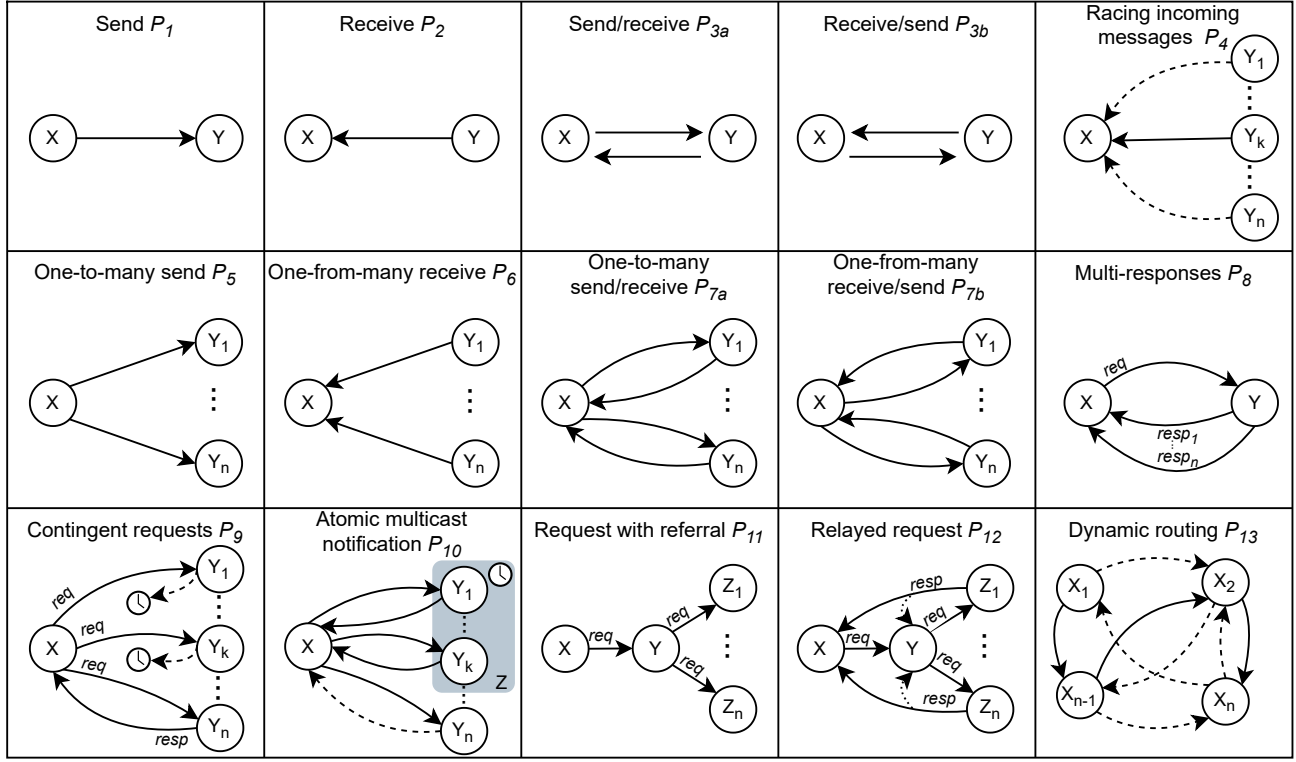 Send P1
X
Y
Receive P2
X
Y
Send/receive P3a
X
Y
Receive/send P3b
X
Y
Racing incoming
messages P4
Y1
X
Yk
Yn
One-to-many send P5
Y1
X
Yn
One-from-many receive P6
Y1
X
Yn
One-to-many
send/receive P7a
Y1
X
Yn
One-from-many
receive/send P7b
Y1
X
Yn
Multi-responses P8
req
X
Y
resp1
respn
Contingent requests P9
Y1
req
req
X
Yk
req
Yn
resp
Atomic multicast
notification P10
Y1
X
Yk
Z
Yn
Request with referral P11
Z1
req
X
req
Y
req
Zn
Relayed request P12
resp
Z1
req
X
req
Y
req
resp
Zn
Dynamic routing P13
X1
X2
Xn-1
Xn